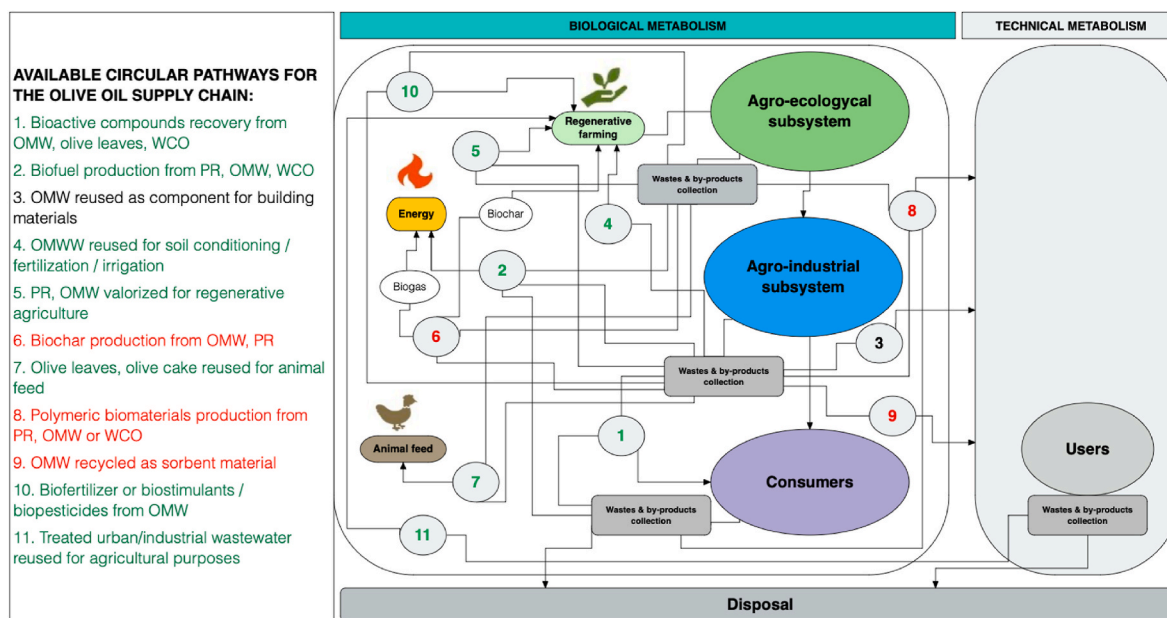 AVAILABLE CIRCULAR PATHWAYS FOR
THE OLIVE OIL SUPPLY CHAIN:
1. Bioactive compounds recovery from
OMW, olive leaves, WCO
2. Biofuel production from PR, OMW, WCO
3. OMW reused as component for building
materials
4. OMWW reused for soil conditioning /
fertilization / irrigation
5. PR, OMW valorized for regenerative
agriculture
6. Biochar production from OMW, PR
7. Olive leaves, olive cake reused for animal
feed
8. Polymeric biomaterials production from
PR, OMW or WCO
9. OMW recycled as sorbent material
10. Biofertilizer or biostimulants /
biopesticides from OMW
11. Treated urban/industrial wastewater
reused for agricultural purposes
BIOLOGICAL METABOLISM
TECHNICAL METABOLISM
10
Regenerative
farming
Agro-ecologycal
subsystem
5
Wastes & by-products
collection
Energy
Biochar
4
8
2
Agro-industrial
subsystem
Biogas
6
3
Wastes & by-products
collection
9
Animal feed
1
Users
7
Consumers
Wastes & by-products
collection
Wastes & by-products
collection
11
Disposal